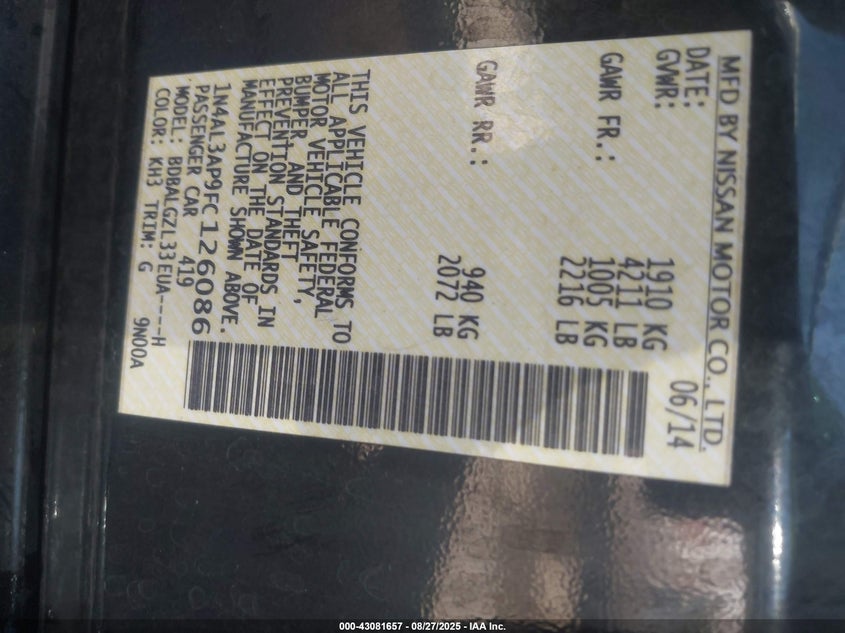 MFD BY NISSAN MOTOR CO., LTD.
DATE: 06/14
GVWR: 1910 KG
4211 LB
GAWR FR.: 1005 KG
2216 LB
GAWR RR.: 940 KG
2072 LB
THIS VEHICLE CONFORMS TO
ALL APPLICABLE FEDERAL
MOTOR VEHICLE SAFETY,
BUMPER, AND THEFT
PREVENTION STANDARDS IN
EFFECT ON THE DATE OF
MANUFACTURE SHOWN ABOVE.
1N4AL3AP9FC126086
PASSENGER CAR 419
MODEL: BDBALGZL33EUA----H
COLOR: KH3 TRIM: G 9N00A
000-43081657 - 08/27/2025 - IAA Inc.